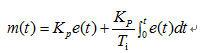 m(t) = K_p e(t) + \frac{K_P}{T_i} \int_0^t e(t)dt